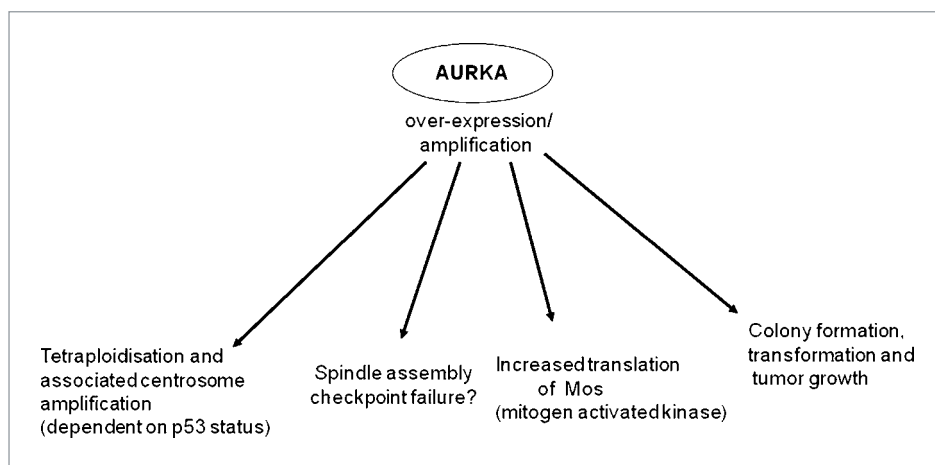 AURKA
over-expression/
amplification
Tetraploidisation and
associated centrosome
amplification
(dependent on p53 status)
Spindle assembly
checkpoint failure?
Increased translation
of Mos
(mitogen activated kinase)
Colony formation,
transformation and
tumor growth